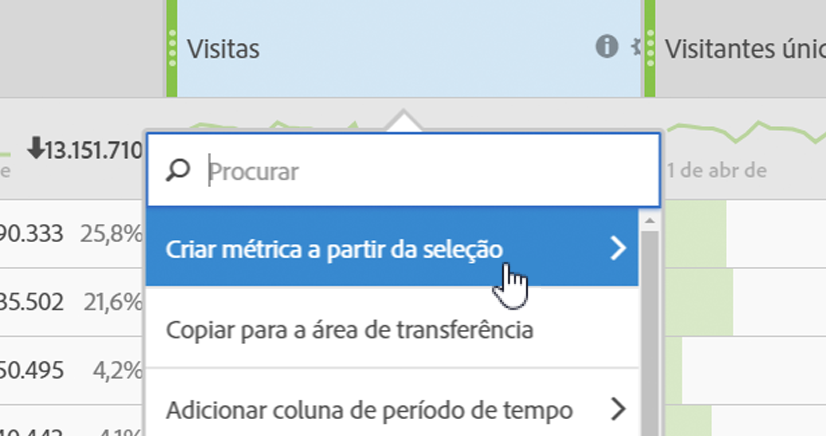 Visitas
Visitantes únic
13.151.710
1 de abr de
Procurar
90.333 25,8%
Criar métrica a partir da seleção
35.502 21,6%
Copiar para a área de transferência
50.495 4,2%
Adicionar coluna de período de tempo